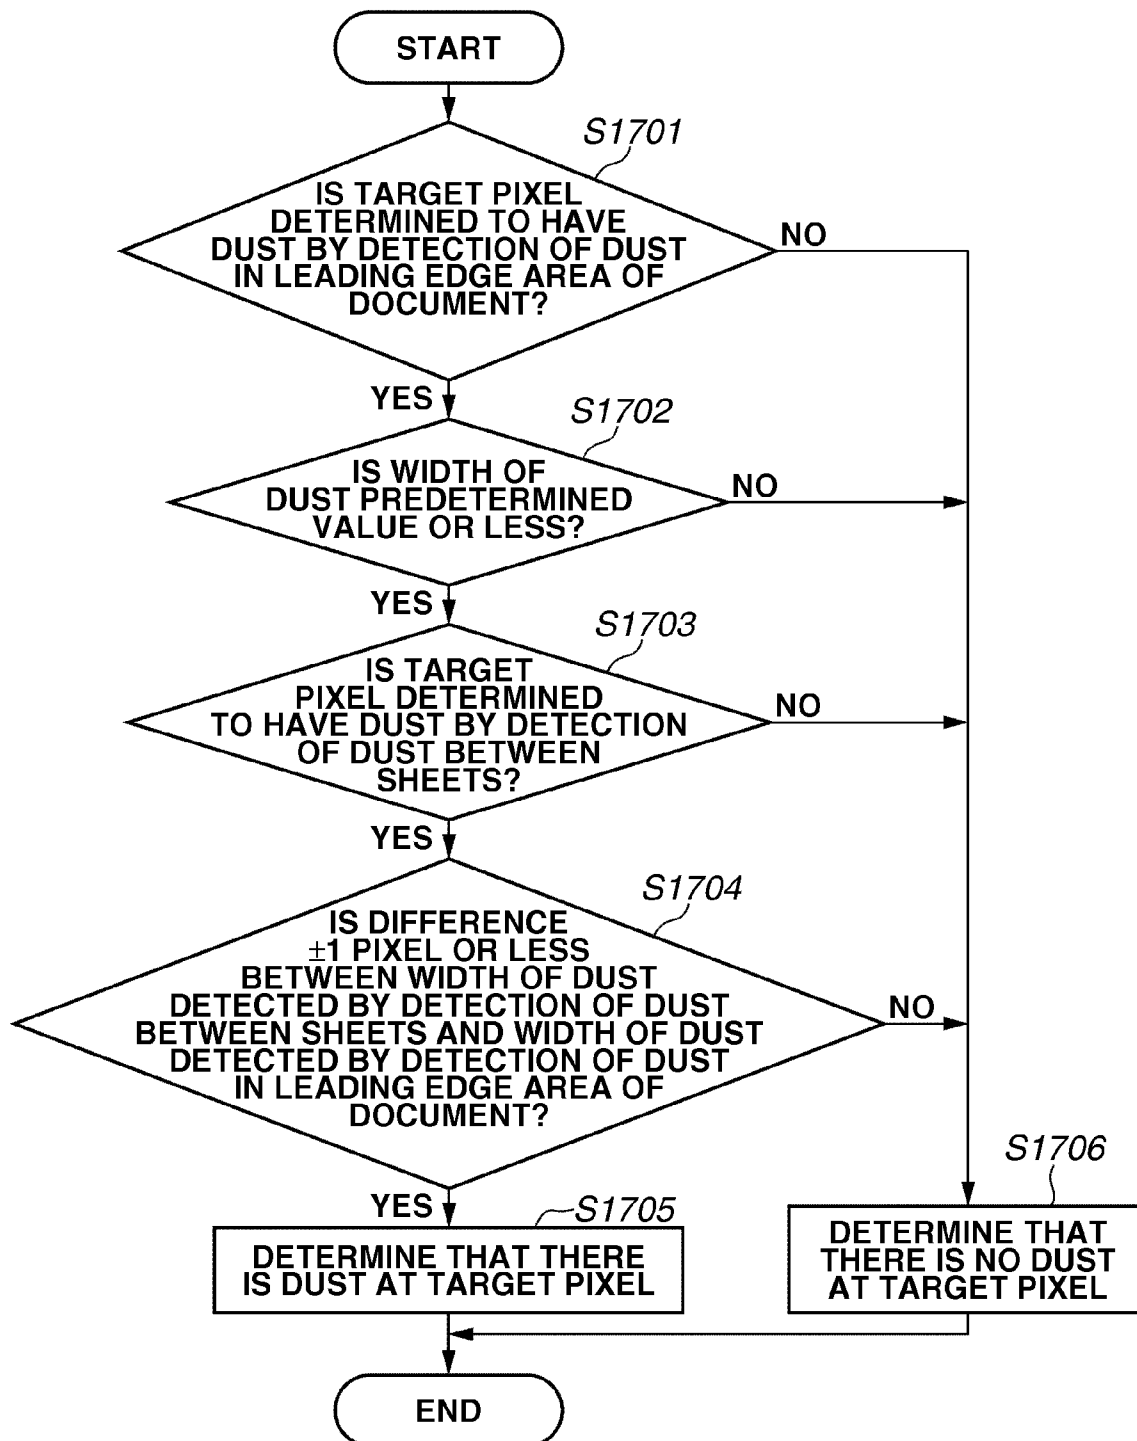 START
S1701
IS TARGET PIXEL
DETERMINED TO HAVE
DUST BY DETECTION OF DUST
IN LEADING EDGE AREA OF
DOCUMENT?
NO
YES
S1702
IS WIDTH OF
DUST PREDETERMINED
VALUE OR LESS?
NO
YES
S1703
IS TARGET
PIXEL DETERMINED
TO HAVE DUST BY DETECTION
OF DUST BETWEEN
SHEETS?
NO
YES
S1704
IS DIFFERENCE
±1 PIXEL OR LESS
BETWEEN WIDTH OF DUST
DETECTED BY DETECTION OF DUST
BETWEEN SHEETS AND WIDTH OF DUST
DETECTED BY DETECTION OF DUST
IN LEADING EDGE AREA OF
DOCUMENT?
NO
YES
S1705
DETERMINE THAT THERE
IS DUST AT TARGET PIXEL
S1706
DETERMINE THAT
THERE IS NO DUST
AT TARGET PIXEL
END